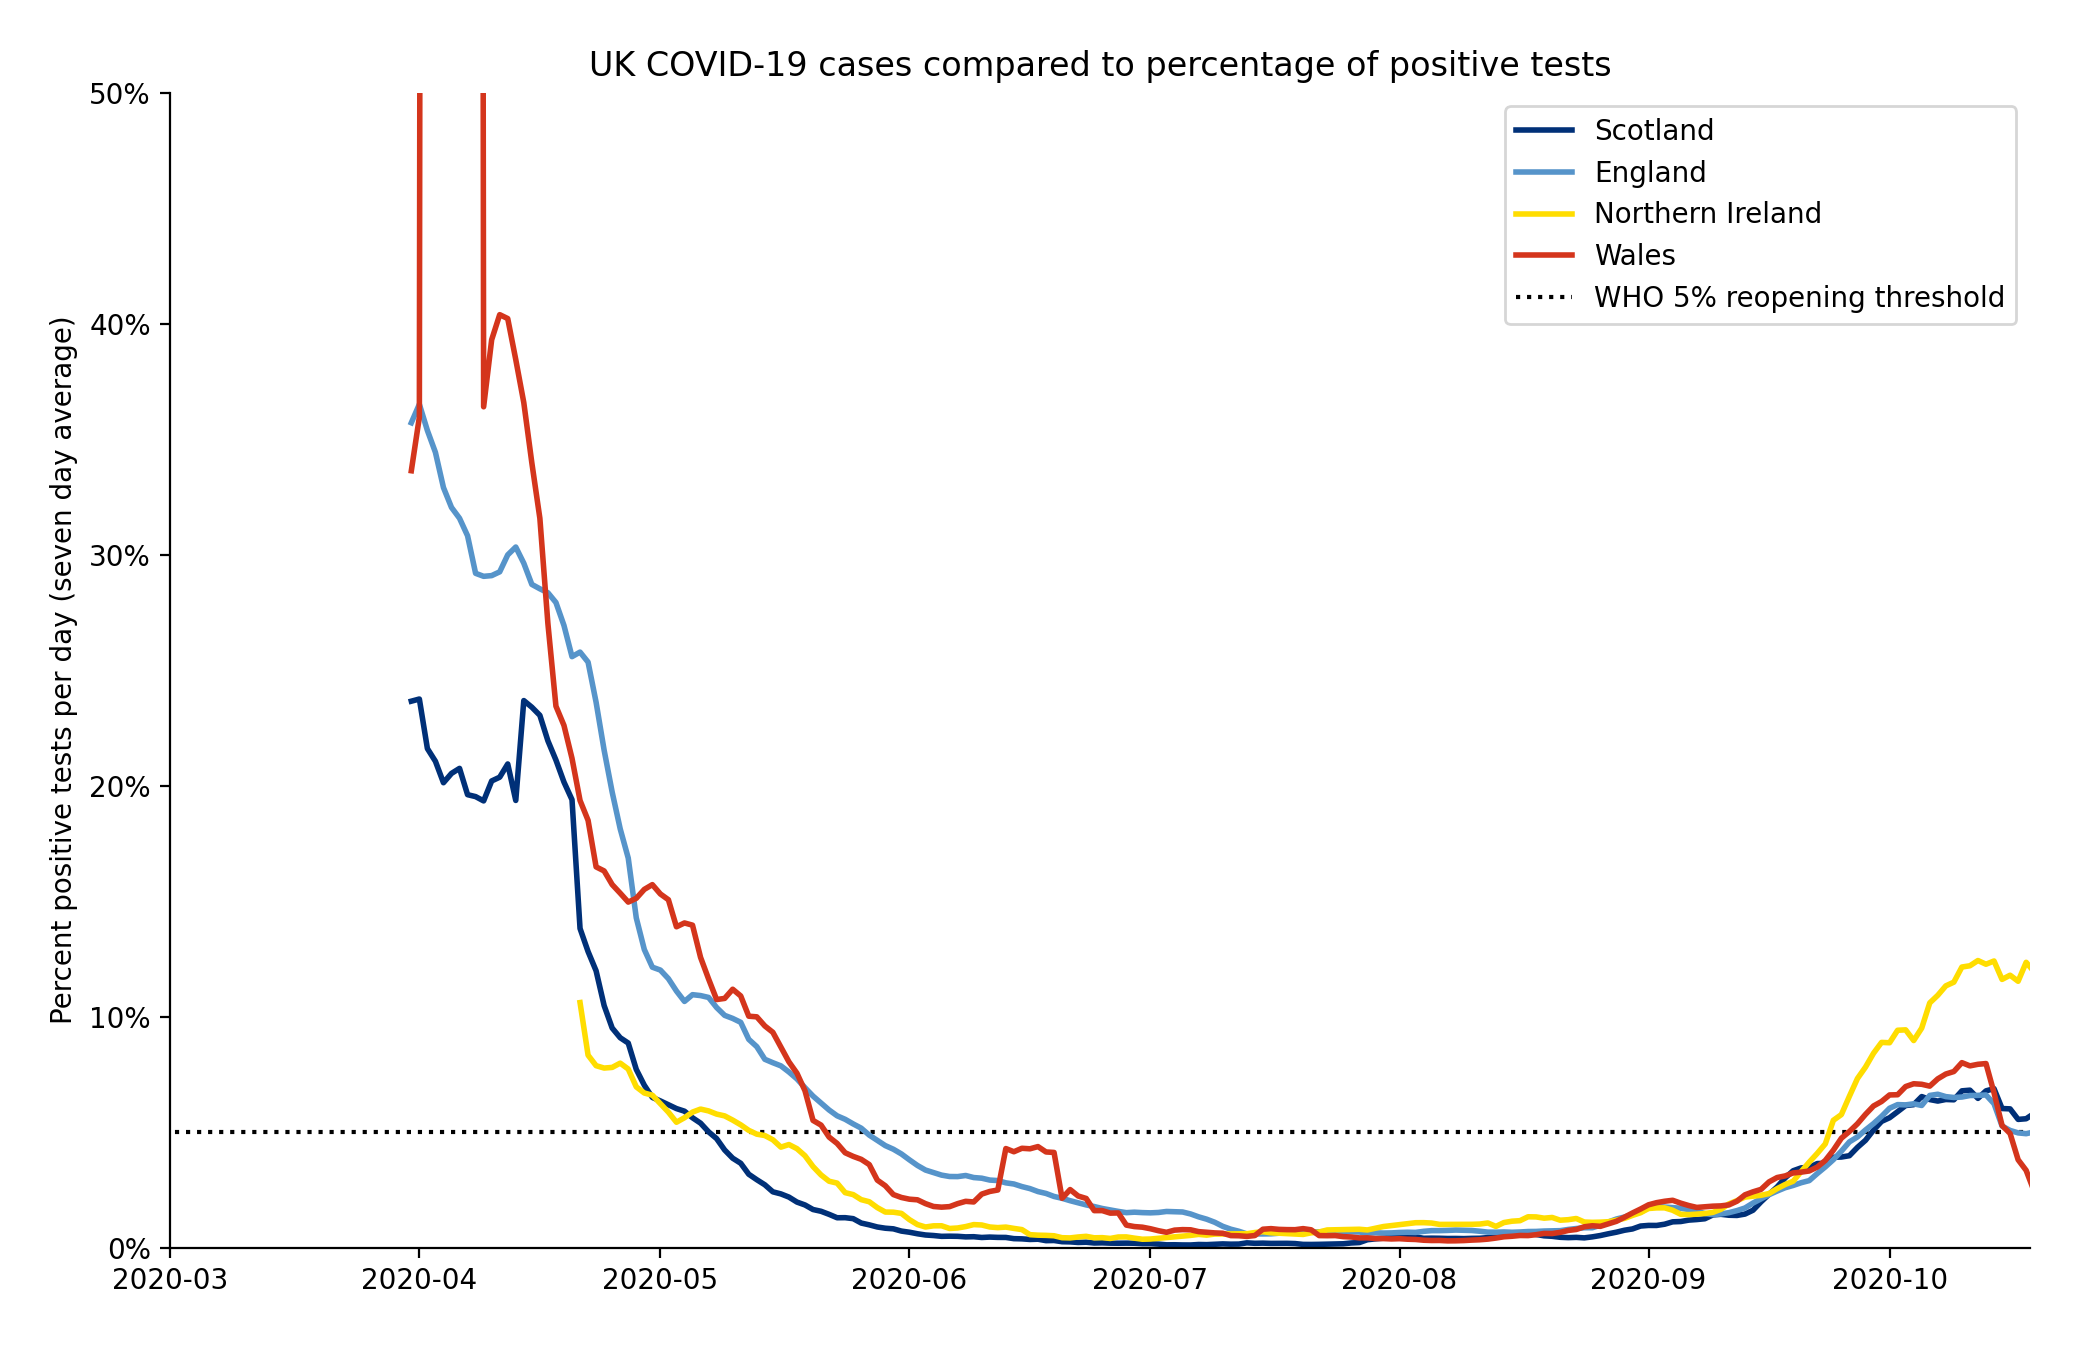 UK COVID-19 cases compared to percentage of positive tests
50%
40%
30%
20%
10%
0%
Percent positive tests per day (seven day average)
Scotland
England
Northern Ireland
Wales
WHO 5% reopening threshold
2020-03
2020-04
2020-05
2020-06
2020-07
2020-08
2020-09
2020-10